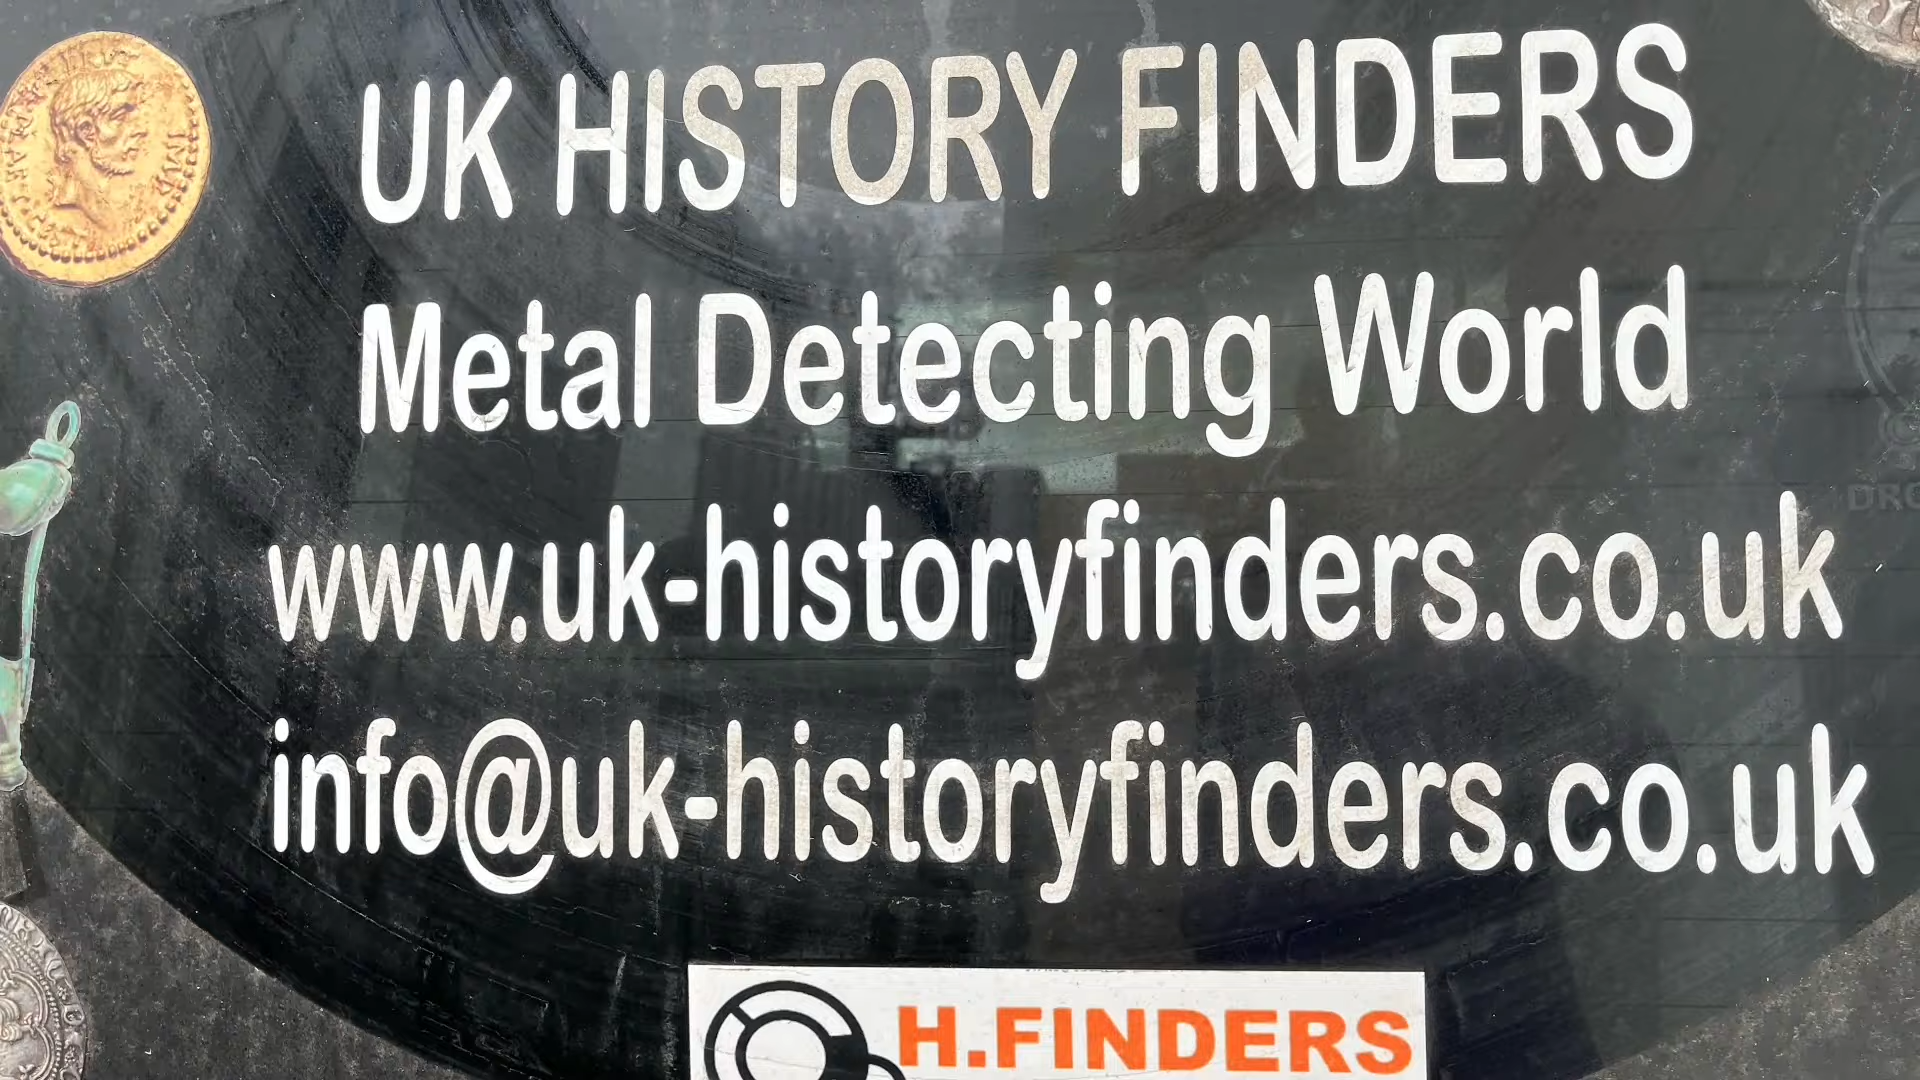 UK HISTORY FINDERS
Metal Detecting World
www.uk-historyfinders.co.uk
info@uk-historyfinders.co.uk
H.FINDERS